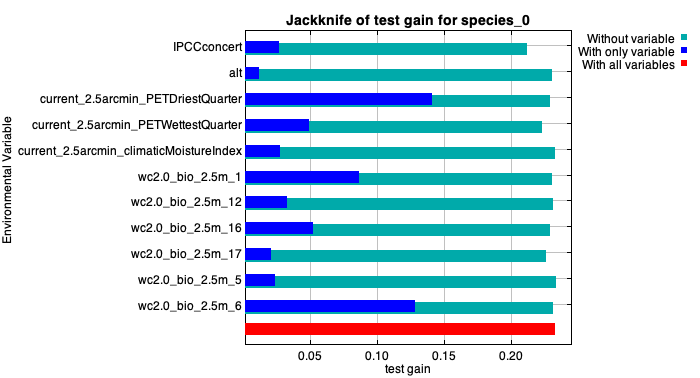 Jackknife of test gain for species_0
Without variable
With only variable
With all variables
Environmental Variable
IPCCconcert
alt
current_2.5arcmin_PETDriestQuarter
current_2.5arcmin_PETWettestQuarter
current_2.5arcmin_climaticMoistureIndex
wc2.0_bio_2.5m_1
wc2.0_bio_2.5m_12
wc2.0_bio_2.5m_16
wc2.0_bio_2.5m_17
wc2.0_bio_2.5m_5
wc2.0_bio_2.5m_6
0.05 0.10 0.15 0.20
test gain